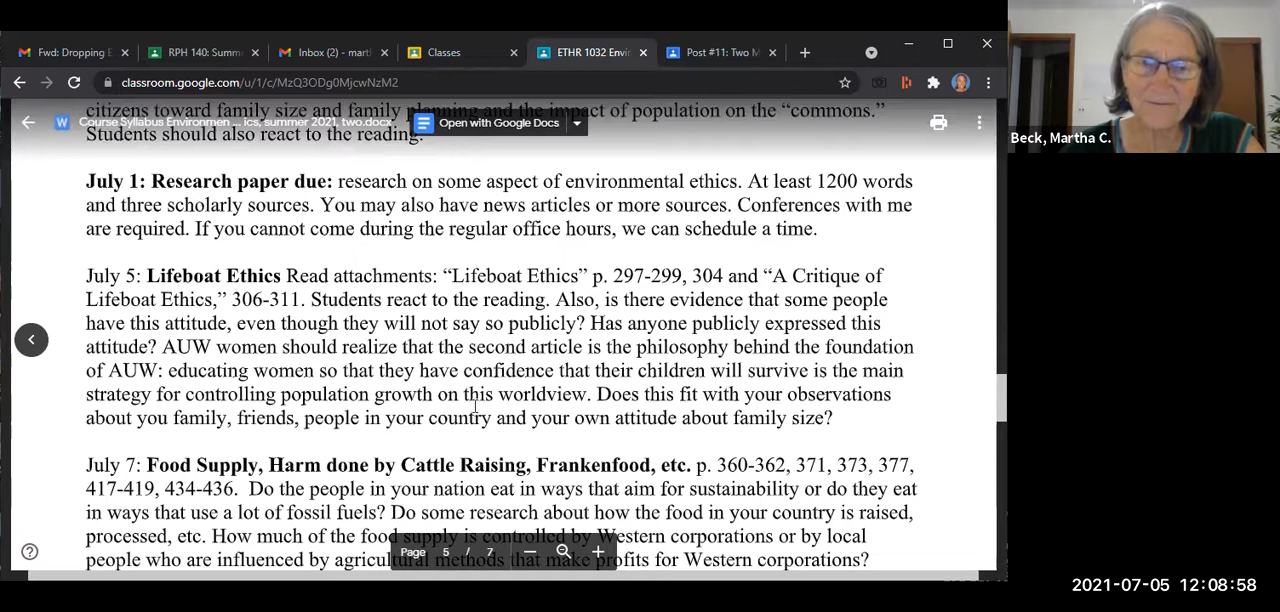 Fwd: Dropping E
RPH 140: Summ
Inbox (2) - mart
Classes
ETHR 1032 Envir
Post #11: Two M
classroom.google.com/u/1/c/MzQ3ODg0MjcwNzM2
Beck, Martha C.
citizens toward family size and family planning and the impact of population on the “commons.”
Course Syllabus Environmen ... ics, summer 2021, two.docx
Open with Google Docs
Students should also react to the reading.
July 1: Research paper due: research on some aspect of environmental ethics. At least 1200 words
and three scholarly sources. You may also have news articles or more sources. Conferences with me
are required. If you cannot come during the regular office hours, we can schedule a time.
July 5: Lifeboat Ethics Read attachments: “Lifeboat Ethics” p. 297-299, 304 and “A Critique of
Lifeboat Ethics,” 306-311. Students react to the reading. Also, is there evidence that some people
have this attitude, even though they will not say so publicly? Has anyone publicly expressed this
attitude? AUW women should realize that the second article is the philosophy behind the foundation
of AUW: educating women so that they have confidence that their children will survive is the main
strategy for controlling population growth on this worldview. Does this fit with your observations
about you family, friends, people in your country and your own attitude about family size?
July 7: Food Supply, Harm done by Cattle Raising, Frankenfood, etc. p. 360-362, 371, 373, 377,
417-419, 434-436. Do the people in your nation eat in ways that aim for sustainability or do they eat
in ways that use a lot of fossil fuels? Do some research about how the food in your country is raised,
processed, etc. How much of the food supply is controlled by Western corporations or by local
Page 5 / 7
people who are influenced by agricultural methods that make profits for Western corporations?
2021-07-05 12:08:58